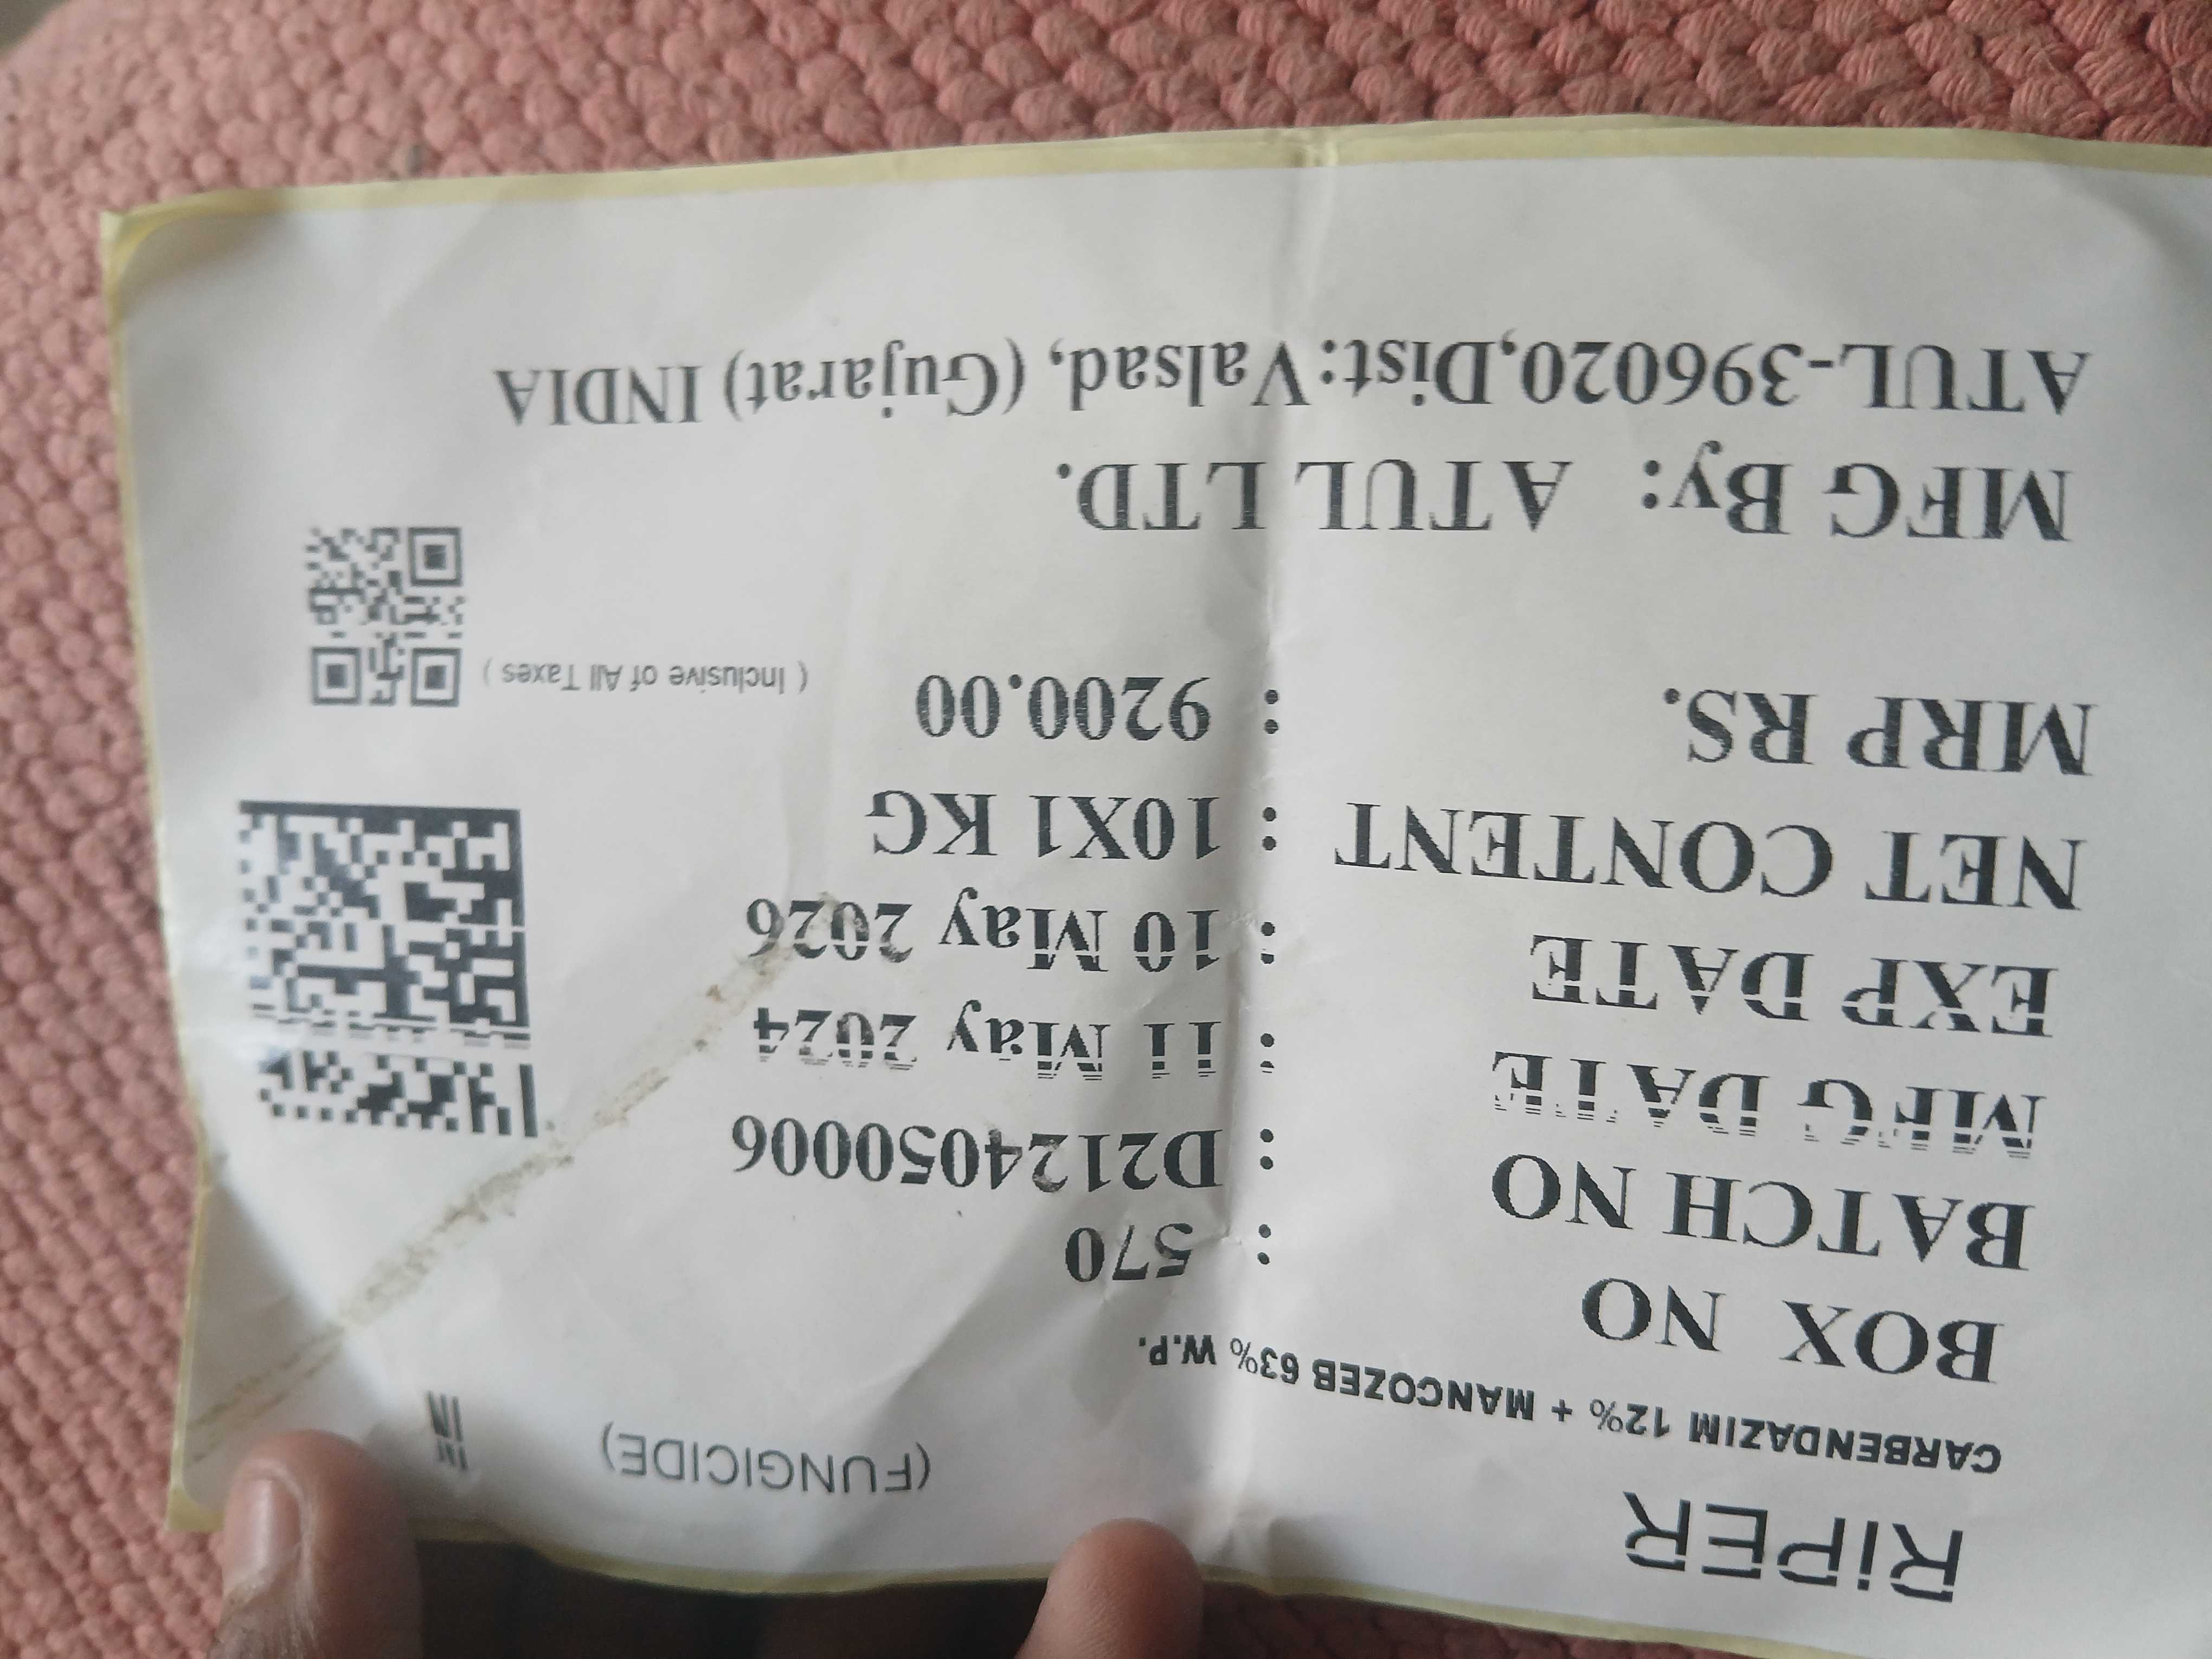 RiPER
(FUNGICIDE)
CARBENDAZIM 12% + MANCOZEB 63% W.P.
BOX NO : 570
BATCH NO : D2124050006
MFG DATE : 11 May 2024
EXP DATE : 10 May 2026
NET CONTENT : 10X1 KG
MRP RS. : 9200.00 ( Inclusive of All Taxes )
MFG By: ATUL LTD.
ATUL-396020,Dist:Valsad, (Gujarat) INDIA